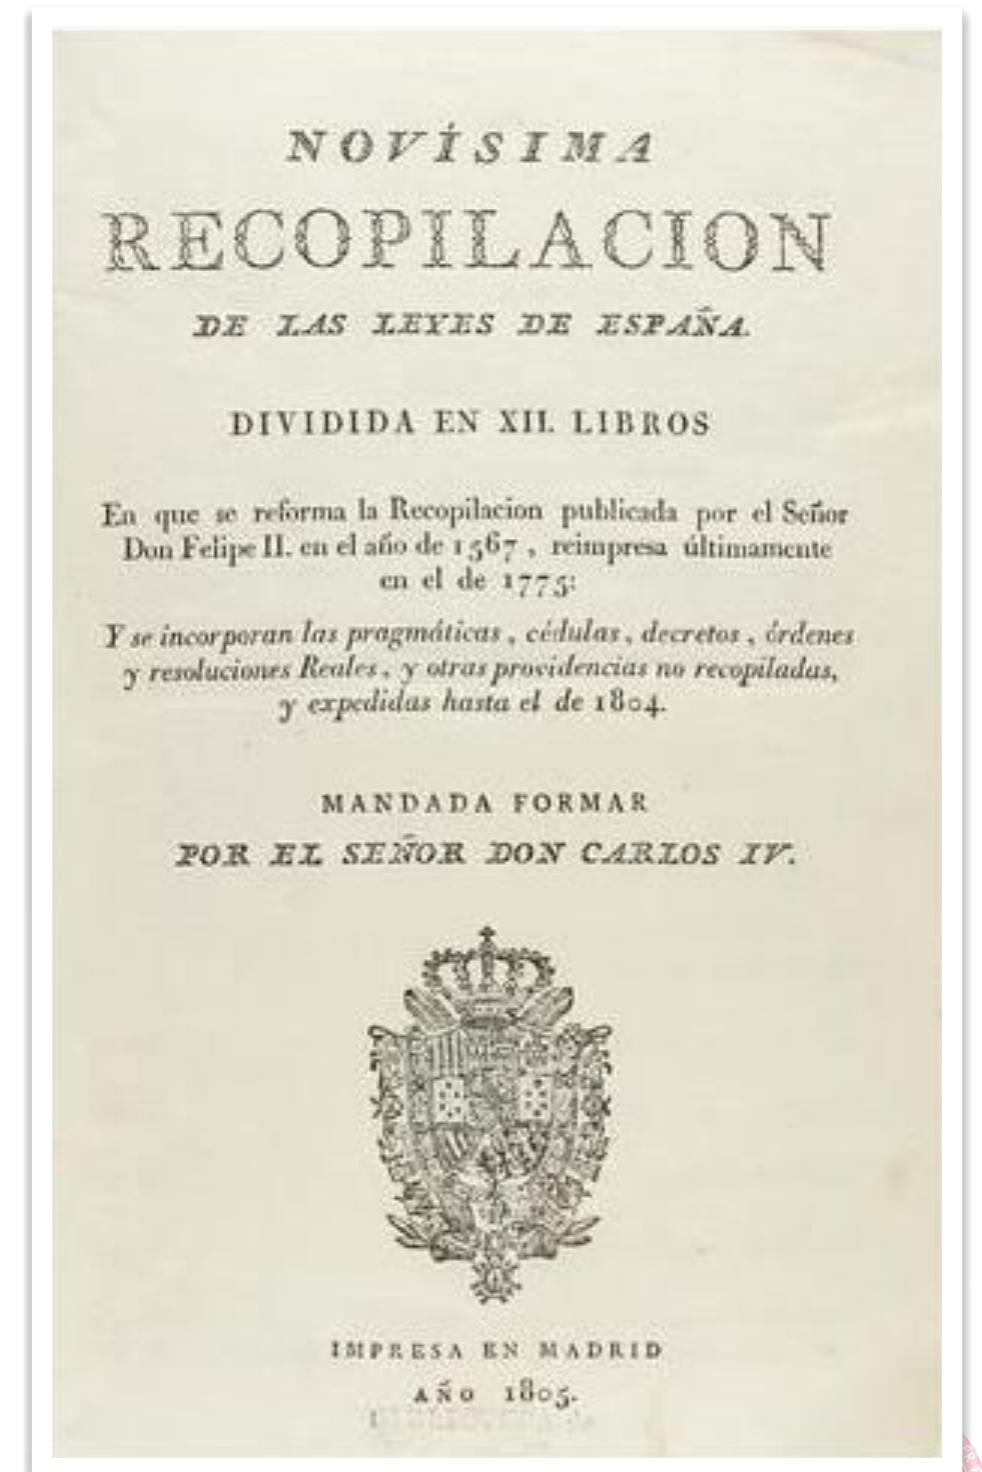 NOVÍSIMA
RECOPILACION
DE LAS LEYES DE ESPAÑA.
DIVIDIDA EN XII. LIBROS
En que se reforma la Recopilacion publicada por el Señor
Don Felipe II. en el año de 1567, reimpresa últimamente
en el de 1775:
Y se incorporan las pragmáticas, cédulas, decretos, órdenes
y resoluciones Reales, y otras providencias no recopiladas,
y expedidas hasta el de 1804.
MANDADA FORMAR
POR EL SEÑOR DON CARLOS IV.
IMPRESA EN MADRID
AÑO 1805.